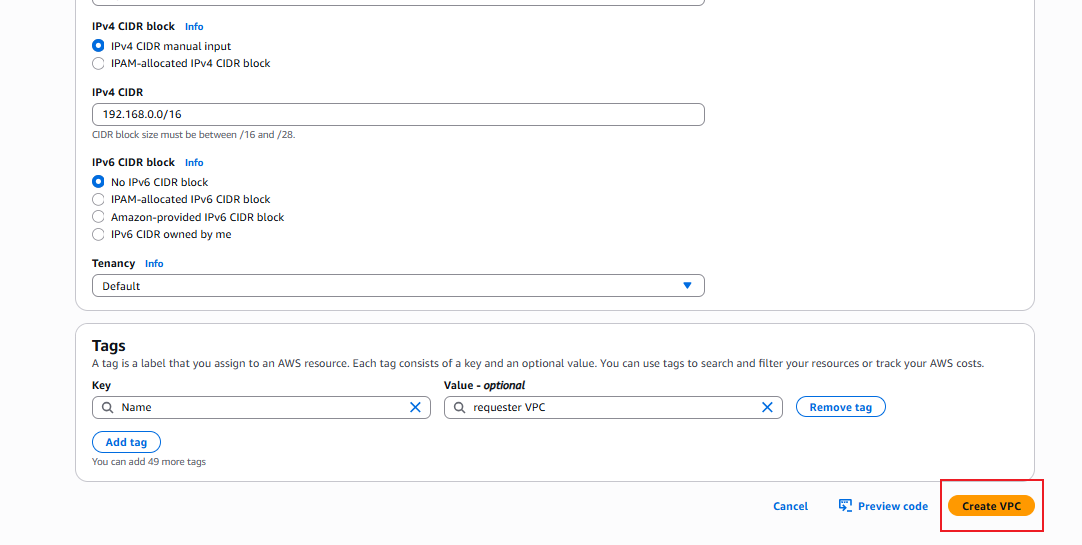 IPv4 CIDR block Info
IPv4 CIDR manual input
IPAM-allocated IPv4 CIDR block
IPv4 CIDR
192.168.0.0/16
CIDR block size must be between /16 and /28.
IPv6 CIDR block Info
No IPv6 CIDR block
IPAM-allocated IPv6 CIDR block
Amazon-provided IPv6 CIDR block
IPv6 CIDR owned by me
Tenancy Info
Default
Tags
A tag is a label that you assign to an AWS resource. Each tag consists of a key and an optional value. You can use tags to search and filter your resources or track your AWS costs.
Key Value - optional
Name requester VPC Remove tag
Add tag
You can add 49 more tags
Cancel Preview code Create VPC